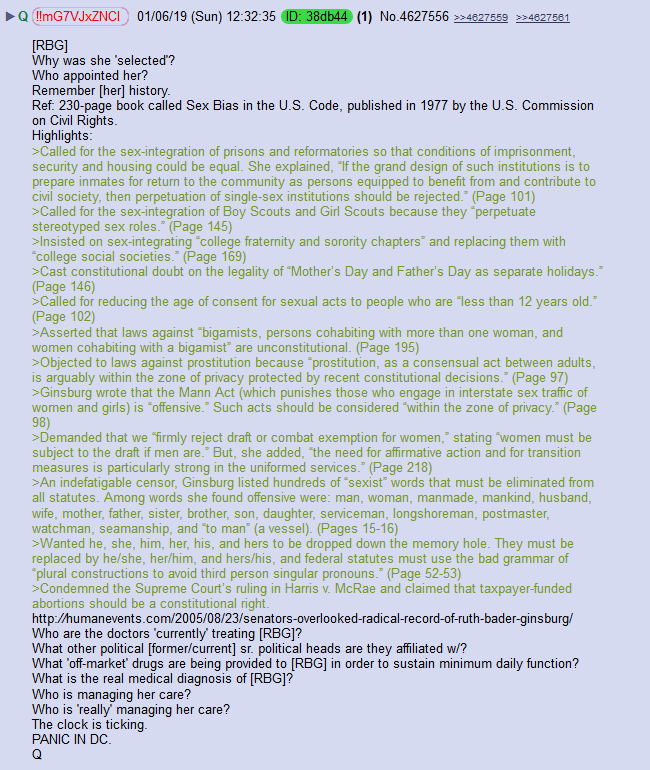 Q !!mG7VJxZNCI 01/06/19 (Sun) 12:32:35 ID: 38db44 (1) No.4627556 >>4627559 >>4627561
[RBG]
Why was she 'selected'?
Who appointed her?
Remember [her] history.
Ref: 230-page book called Sex Bias in the U.S. Code, published in 1977 by the U.S. Commission
on Civil Rights.
Highlights:
>Called for the sex-integration of prisons and reformatories so that conditions of imprisonment,
security and housing could be equal. She explained, “If the grand design of such institutions is to
prepare inmates for return to the community as persons equipped to benefit from and contribute to
civil society, then perpetuation of single-sex institutions should be rejected.” (Page 101)
>Called for the sex-integration of Boy Scouts and Girl Scouts because they “perpetuate
stereotyped sex roles.” (Page 145)
>Insisted on sex-integrating “college fraternity and sorority chapters” and replacing them with
“college social societies.” (Page 169)
>Cast constitutional doubt on the legality of “Mother’s Day and Father’s Day as separate holidays.”
(Page 146)
>Called for reducing the age of consent for sexual acts to people who are “less than 12 years old.”
(Page 102)
>Asserted that laws against “bigamists, persons cohabiting with more than one woman, and
women cohabiting with a bigamist” are unconstitutional. (Page 195)
>Objected to laws against prostitution because “prostitution, as a consensual act between adults,
is arguably within the zone of privacy protected by recent constitutional decisions.” (Page 97)
>Ginsburg wrote that the Mann Act (which punishes those who engage in interstate sex traffic of
women and girls) is “offensive.” Such acts should be considered “within the zone of privacy.” (Page
98)
>Demanded that we “firmly reject draft or combat exemption for women,” stating “women must be
subject to the draft if men are.” But, she added, “the need for affirmative action and for transition
measures is particularly strong in the uniformed services.” (Page 218)
>An indefatigable censor, Ginsburg listed hundreds of “sexist” words that must be eliminated from
all statutes. Among words she found offensive were: man, woman, manmade, mankind, husband,
wife, mother, father, sister, brother, son, daughter, serviceman, longshoreman, postmaster,
watchman, seamanship, and “to man” (a vessel). (Pages 15-16)
>Wanted he, she, him, her, his, and hers to be dropped down the memory hole. They must be
replaced by he/she, her/him, and hers/his, and federal statutes must use the bad grammar of
“plural constructions to avoid third person singular pronouns.” (Page 52-53)
>Condemned the Supreme Court’s ruling in Harris v. McRae and claimed that taxpayer-funded
abortions should be a constitutional right.
http://humanevents.com/2005/08/23/senators-overlooked-radical-record-of-ruth-bader-ginsburg/
Who are the doctors 'currently' treating [RBG]?
What other political [former/current] sr. political heads are they affiliated w/?
What 'off-market' drugs are being provided to [RBG] in order to sustain minimum daily function?
What is the real medical diagnosis of [RBG]?
Who is managing her care?
Who is 'really' managing her care?
The clock is ticking.
PANIC IN DC.
Q